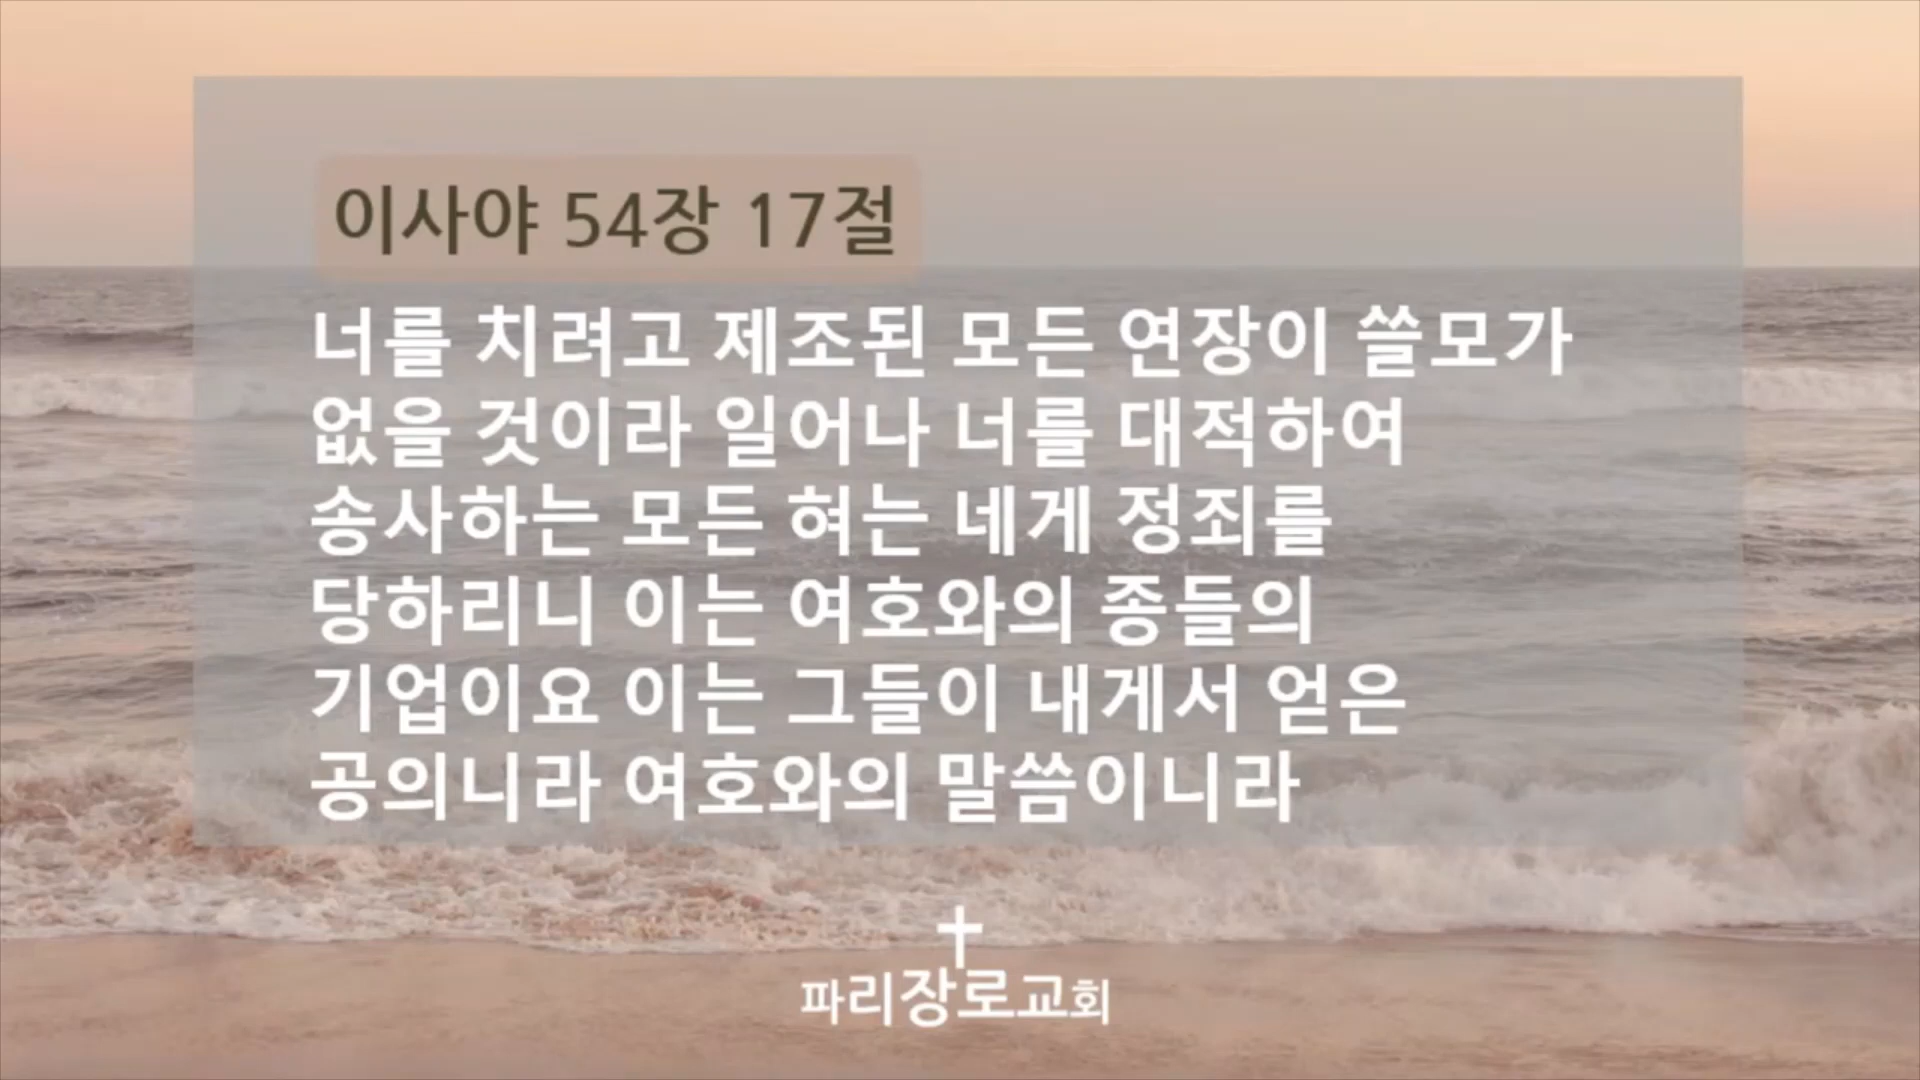 이사야 54장 17절
너를 치려고 제조된 모든 연장이 쓸모가
없을 것이라 일어나 너를 대적하여
송사하는 모든 혀는 네게 정죄를
당하리니 이는 여호와의 종들의
기업이요 이는 그들이 내게서 얻은
공의니라 여호와의 말씀이니라
파리장로교회